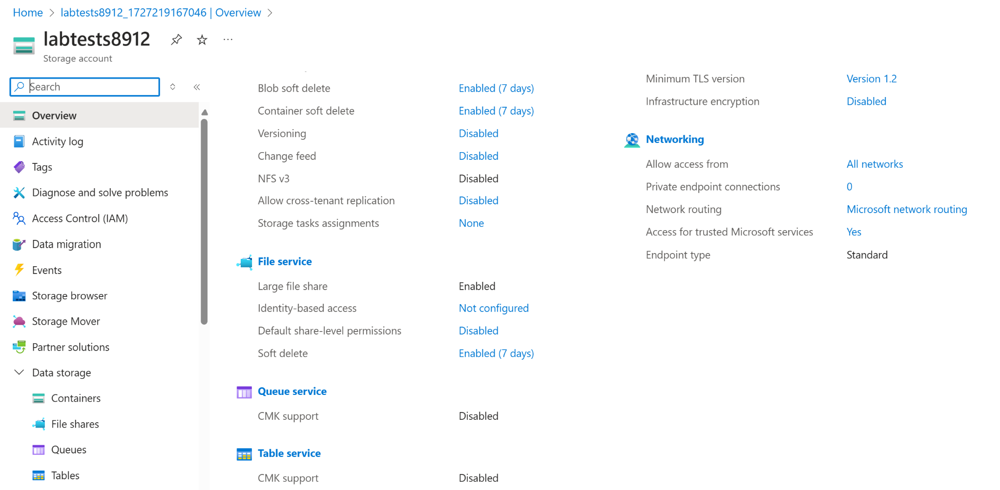 Home > labtests8912_1727219167046 | Overview >
labtests8912
Storage account
Search
Overview
Activity log
Tags
Diagnose and solve problems
Access Control (IAM)
Data migration
Events
Storage browser
Storage Mover
Partner solutions
Data storage
Containers
File shares
Queues
Tables
Blob soft delete Enabled (7 days)
Container soft delete Enabled (7 days)
Versioning Disabled
Change feed Disabled
NFS v3 Disabled
Allow cross-tenant replication Disabled
Storage tasks assignments None
File service
Large file share Enabled
Identity-based access Not configured
Default share-level permissions Disabled
Soft delete Enabled (7 days)
Queue service
CMK support Disabled
Table service
CMK support Disabled
Minimum TLS version Version 1.2
Infrastructure encryption Disabled
Networking
Allow access from All networks
Private endpoint connections 0
Network routing Microsoft network routing
Access for trusted Microsoft services Yes
Endpoint type Standard